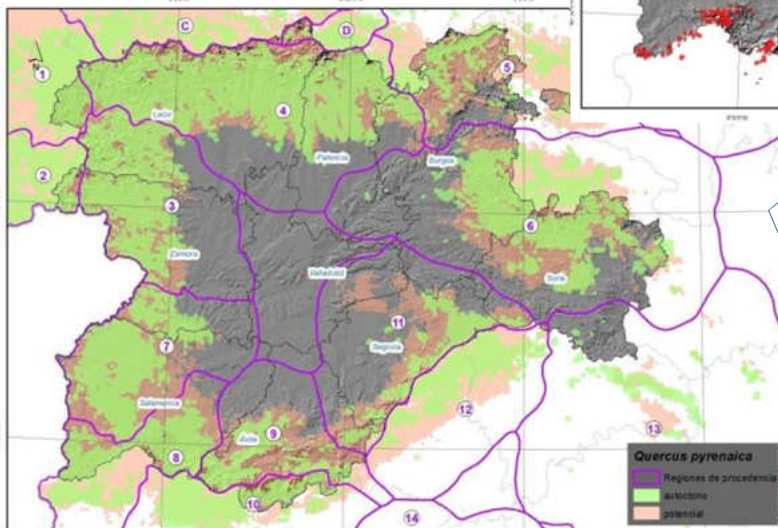 C
D
1
5
4
León
Palencia
Burgos
2
3
6
Zamora
Valladolid
Soria
11
7
Segovia
Salamanca
12
9
Ávila
13
8
10
14
Quercus pyrenaica
Regiones de procedencia
autóctono
potencial